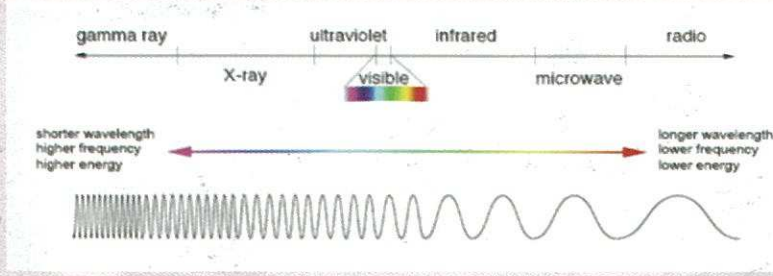 gamma ray ultraviolet infrared radio
X-ray visible microwave
shorter wavelength
higher frequency
higher energy
longer wavelength
lower frequency
lower energy